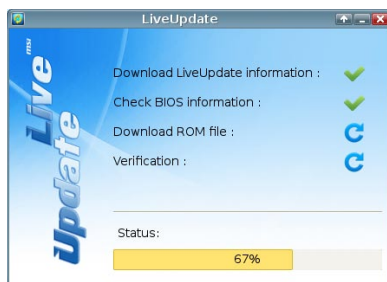 LiveUpdate
msi
Live Update
Download LiveUpdate information :
Check BIOS information :
Download ROM file :
Verification :
Status:
67%